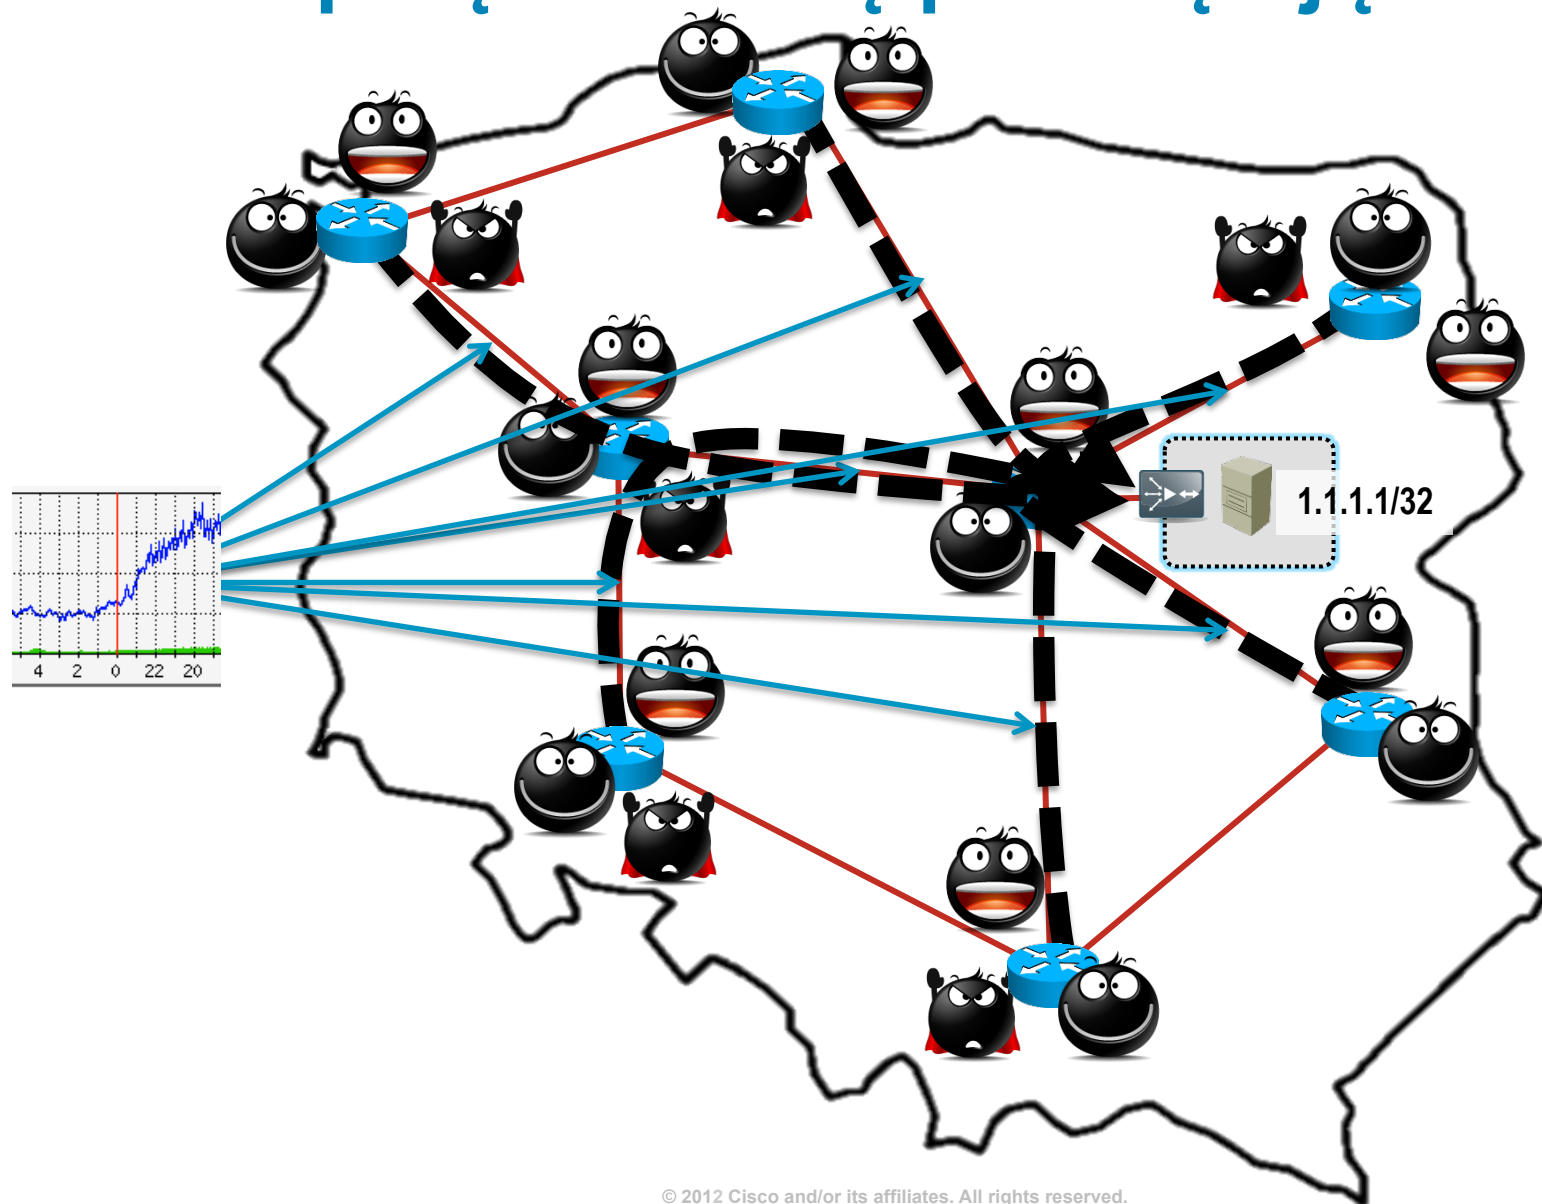 1.1.1.1/32
4 2 0 22 20
© 2012 Cisco and/or its affiliates. All rights reserved.